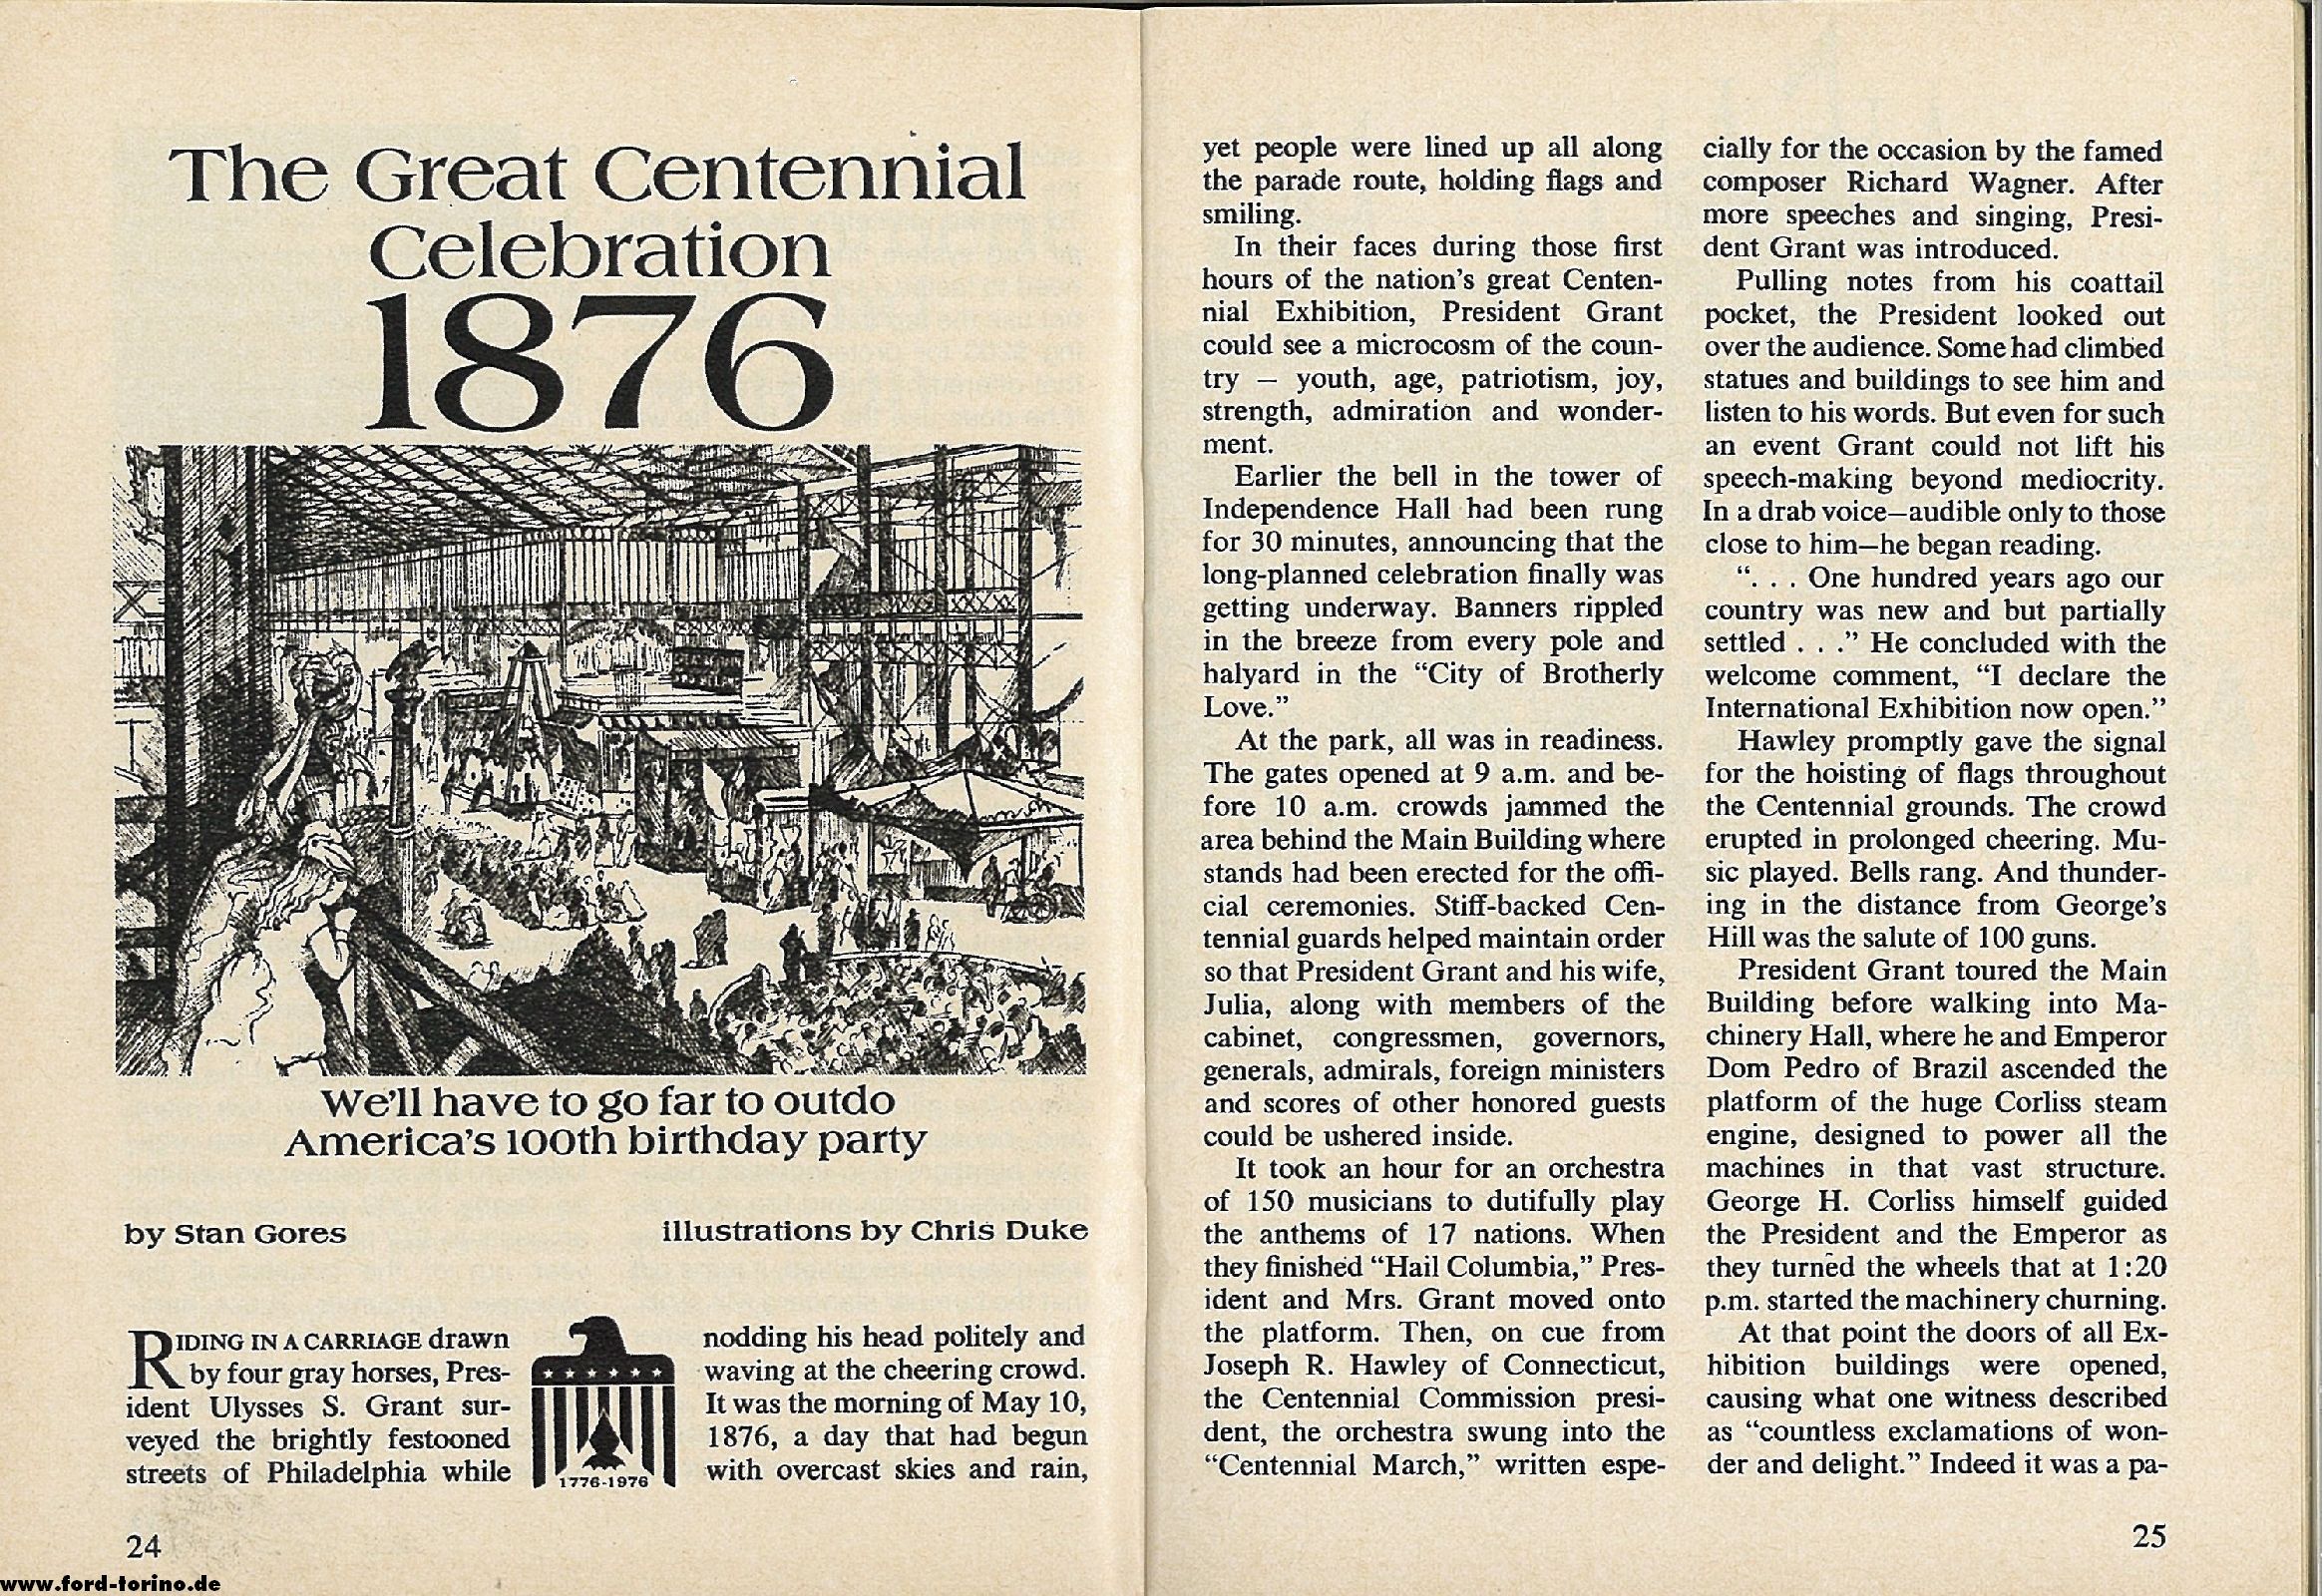 The Great Centennial
Celebration
1876
We'll have to go far to outdo
America's 100th birthday party
by Stan Gores
illustrations by Chris Duke
RIDING IN A CARRIAGE drawn
by four gray horses, Pres-
ident Ulysses S. Grant sur-
veyed the brightly festooned
streets of Philadelphia while
1776-1976
nodding his head politely and
waving at the cheering crowd.
It was the morning of May 10,
1876, a day that had begun
with overcast skies and rain,
24
yet people were lined up all along
the parade route, holding flags and
smiling.
In their faces during those first
hours of the nation's great Centen-
nial Exhibition, President Grant
could see a microcosm of the coun-
try — youth, age, patriotism, joy,
strength, admiration and wonder-
ment.
Earlier the bell in the tower of
Independence Hall had been rung
for 30 minutes, announcing that the
long-planned celebration finally was
getting underway. Banners rippled
in the breeze from every pole and
halyard in the "City of Brotherly
Love."
At the park, all was in readiness.
The gates opened at 9 a.m. and be-
fore 10 a.m. crowds jammed the
area behind the Main Building where
stands had been erected for the offi-
cial ceremonies. Stiff-backed Cen-
tennial guards helped maintain order
so that President Grant and his wife,
Julia, along with members of the
cabinet, congressmen, governors,
generals, admirals, foreign ministers
and scores of other honored guests
could be ushered inside.
It took an hour for an orchestra
of 150 musicians to dutifully play
the anthems of 17 nations. When
they finished "Hail Columbia," Pres-
ident and Mrs. Grant moved onto
the platform. Then, on cue from
Joseph R. Hawley of Connecticut,
the Centennial Commission presi-
dent, the orchestra swung into the
"Centennial March," written espe-
cially for the occasion by the famed
composer Richard Wagner. After
more speeches and singing, Presi-
dent Grant was introduced.
Pulling notes from his coattail
pocket, the President looked out
over the audience. Some had climbed
statues and buildings to see him and
listen to his words. But even for such
an event Grant could not lift his
speech-making beyond mediocrity.
In a drab voice—audible only to those
close to him—he began reading.
". . . One hundred years ago our
country was new and but partially
settled . . ." He concluded with the
welcome comment, "I declare the
International Exhibition now open."
Hawley promptly gave the signal
for the hoisting of flags throughout
the Centennial grounds. The crowd
erupted in prolonged cheering. Mu-
sic played. Bells rang. And thunder-
ing in the distance from George's
Hill was the salute of 100 guns.
President Grant toured the Main
Building before walking into Ma-
chinery Hall, where he and Emperor
Dom Pedro of Brazil ascended the
platform of the huge Corliss steam
engine, designed to power all the
machines in that vast structure.
George H. Corliss himself guided
the President and the Emperor as
they turned the wheels that at 1:20
p.m. started the machinery churning.
At that point the doors of all Ex-
hibition buildings were opened,
causing what one witness described
as "countless exclamations of won-
der and delight." Indeed it was a pa-
25
www.ford-torino.de